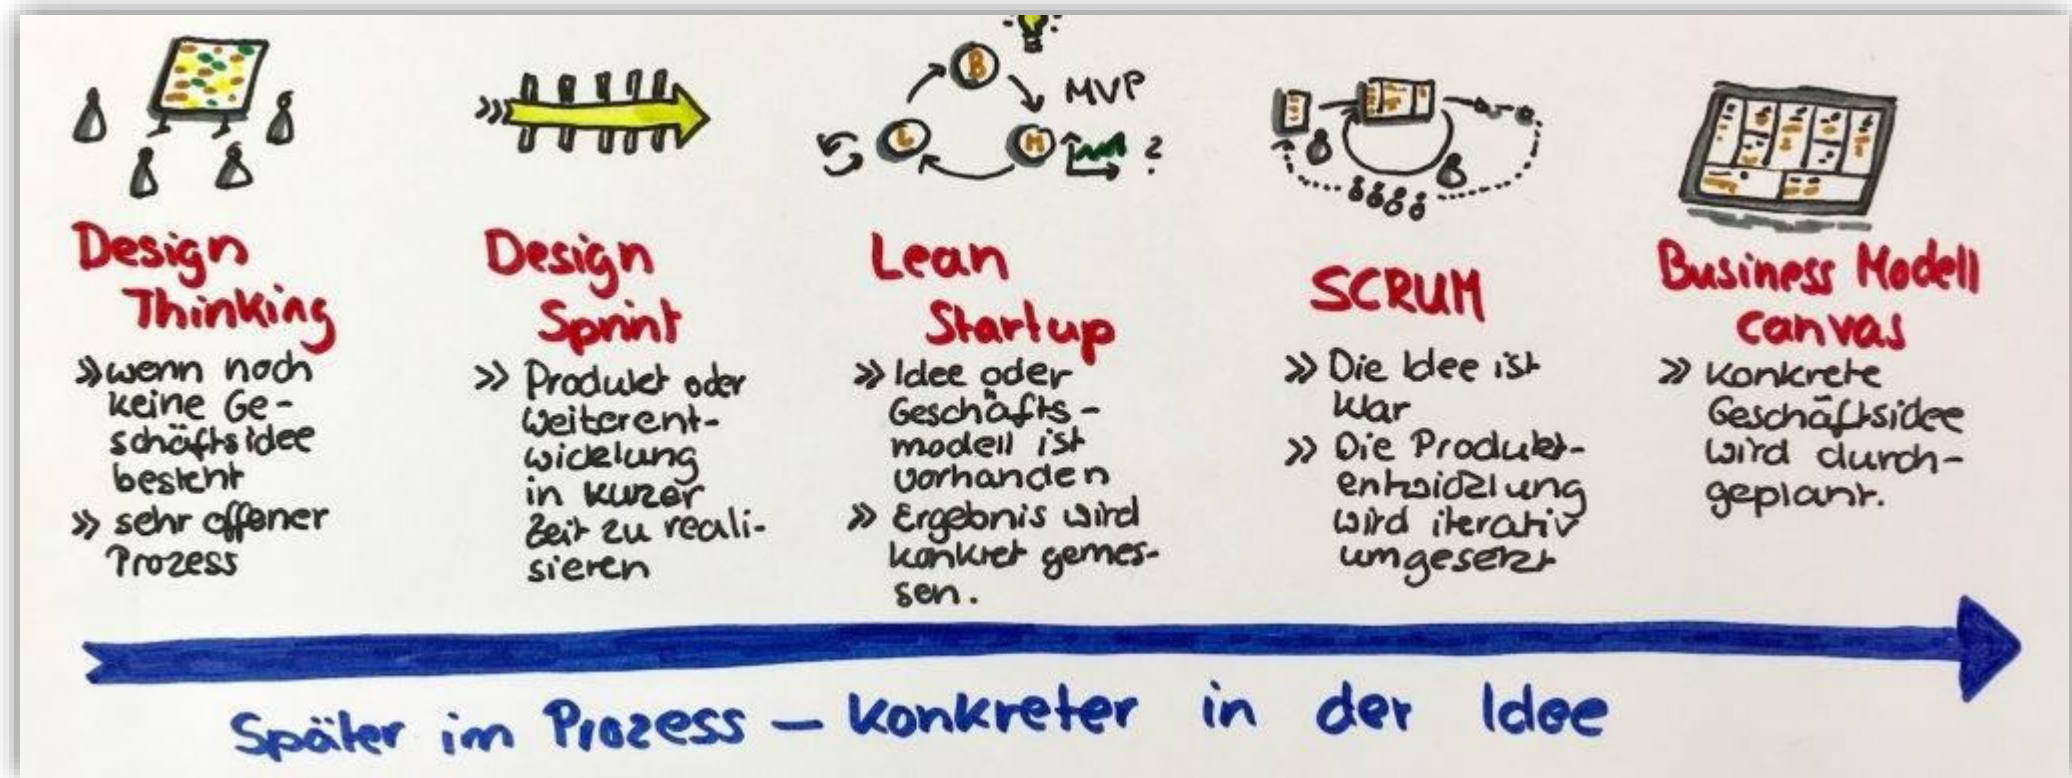 B
MVP
L
M
?
Design
Thinking
» wenn noch
keine Ge-
schäftsidee
besteht
» sehr offener
Prozess
Design
Sprint
» Produkt oder
Weiterent-
wicklung
in kurzer
Zeit zu reali-
sieren
Lean
Startup
» Idee oder
Geschäfts-
modell ist
vorhanden
» Ergebnis wird
konkret gemes-
sen.
SCRUM
» Die Idee ist
klar
» Die Produkt-
entwicklung
wird iterativ
umgesetzt
Business Modell
Canvas
» Konkrete
Geschäftsidee
wird durch-
geplant.
Später im Prozess – Konkreter in der Idee